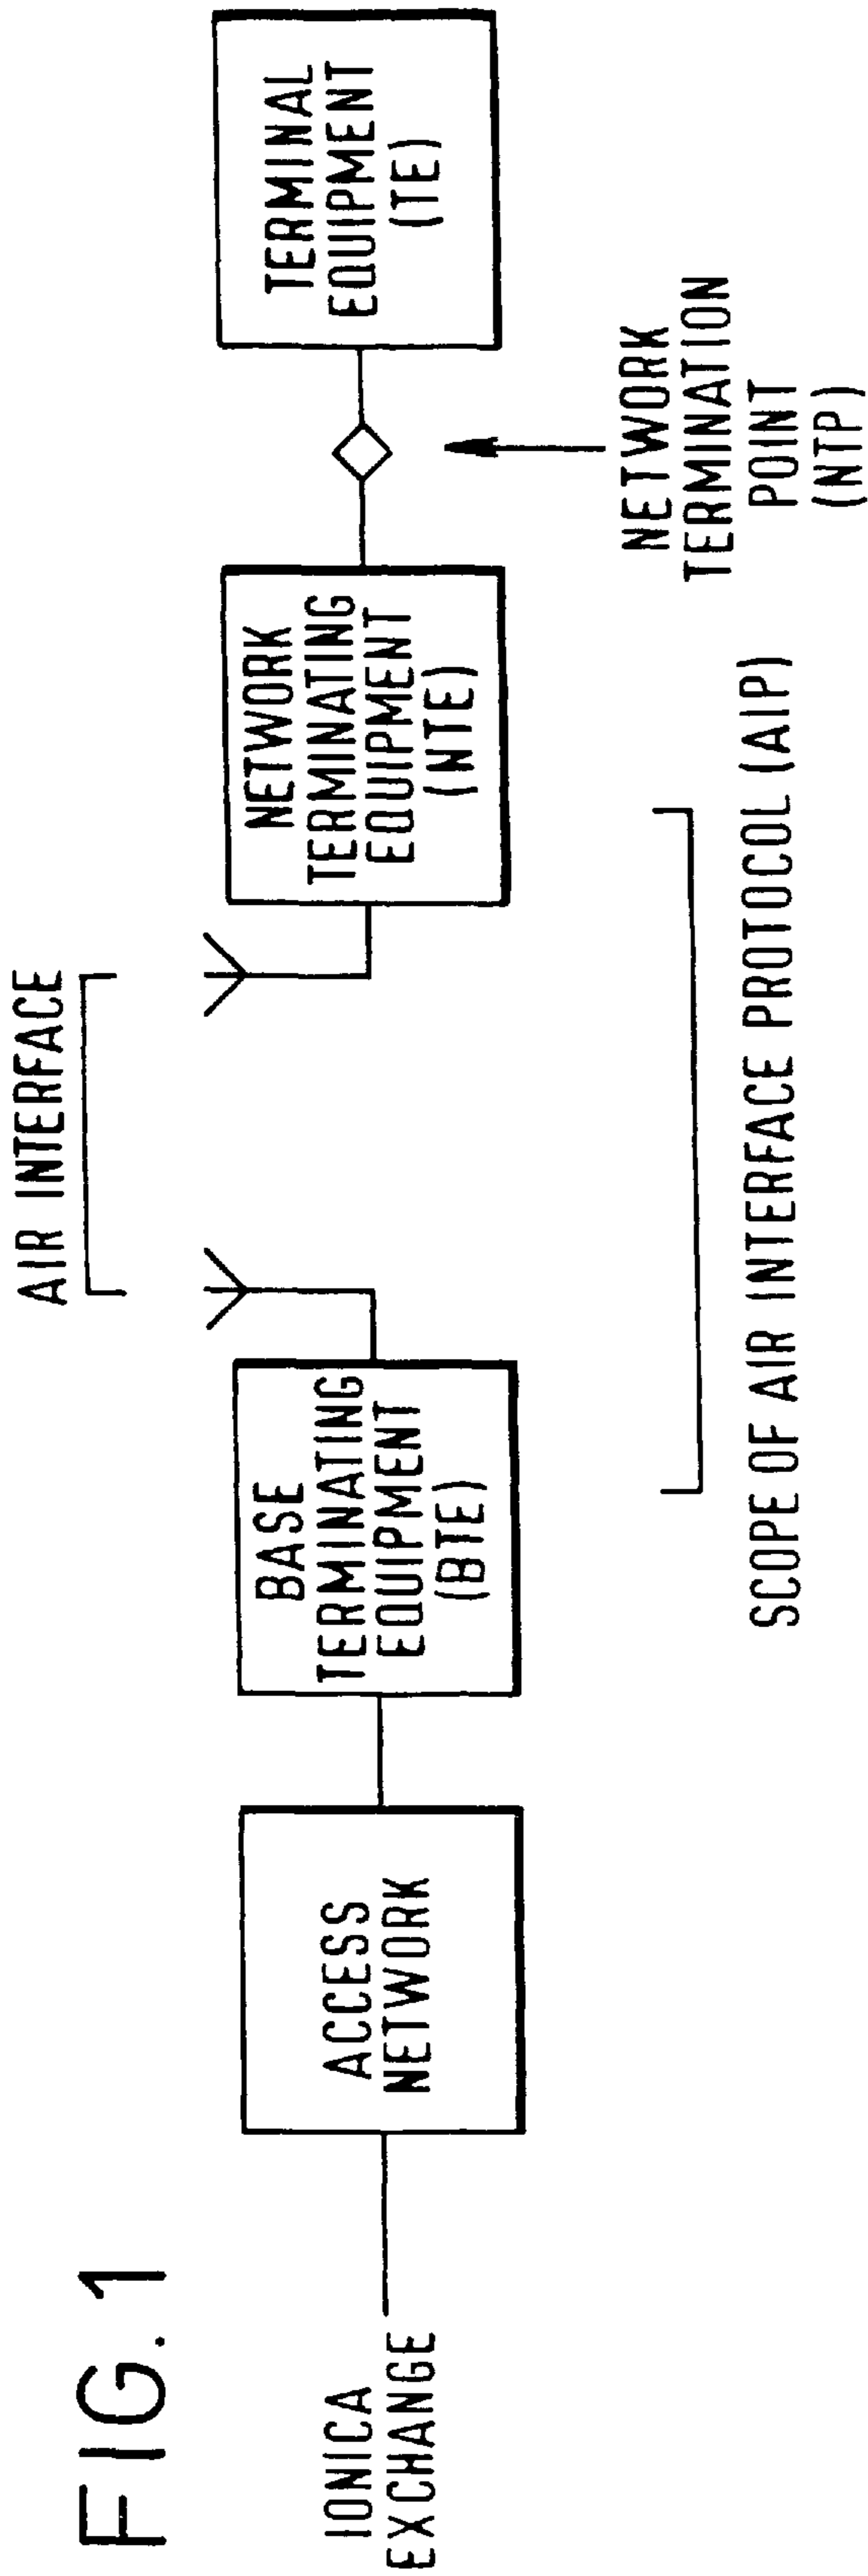 FIG. 1
AIR INTERFACE
IONICA
EXCHANGE
ACCESS
NETWORK
BASE
TERMINATING
EQUIPMENT
(BTE)
NETWORK
TERMINATING
EQUIPMENT
(NTE)
TERMINAL
EQUIPMENT
(TE)
NETWORK
TERMINATION
POINT
(NTP)
SCOPE OF AIR INTERFACE PROTOCOL (AIP)